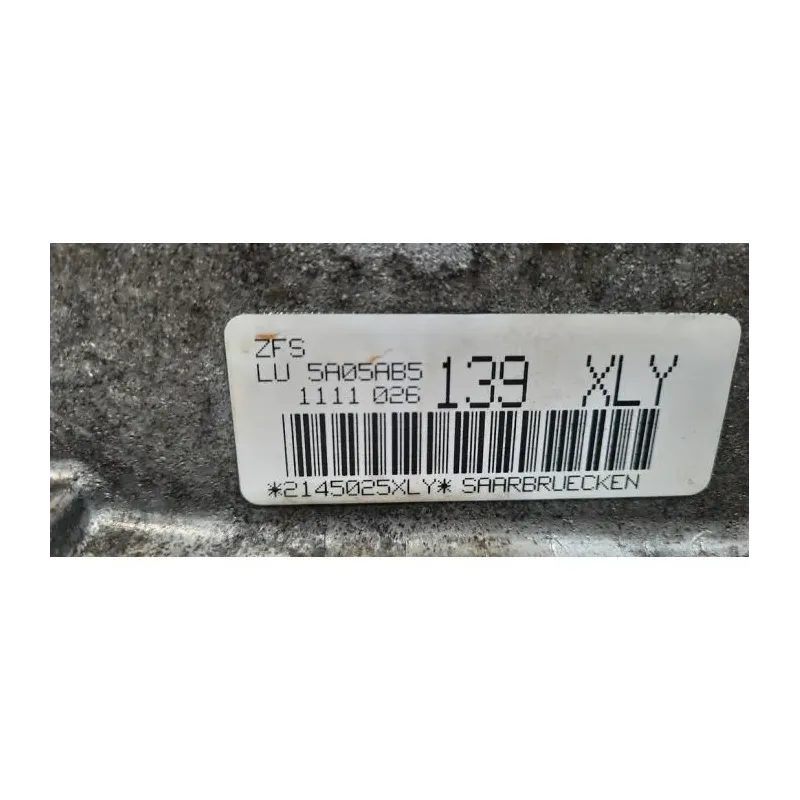 ZFS
LU 5A05AB5 139 XLY
1111 026
*2145025XLY* SAARBRUECKEN